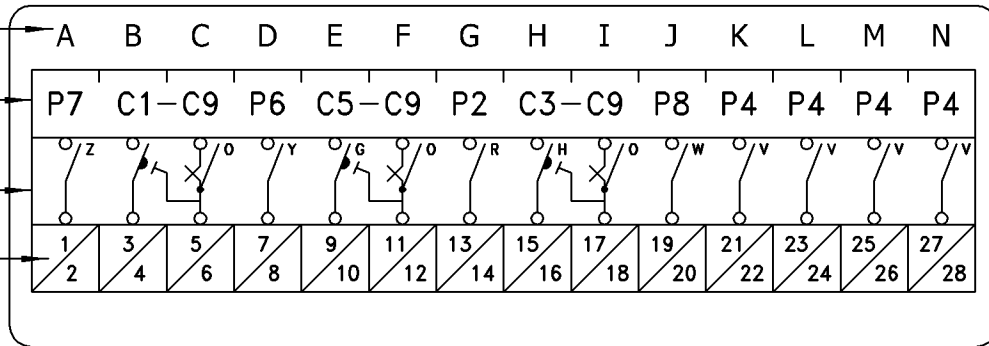 A B C D E F G H I J K L M N
P7 C1-C9 P6 C5-C9 P2 C3-C9 P8 P4 P4 P4 P4
Z O Y G O R H O W V V V V
1 3 5 7 9 11 13 15 17 19 21 23 25 27
2 4 6 8 10 12 14 16 18 20 22 24 26 28